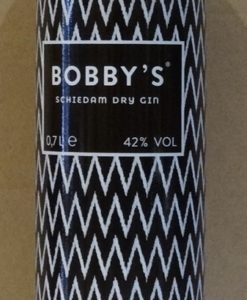 BOBBY'S®
SCHIEDAM DRY GIN
0,7L ℮ 42% VOL